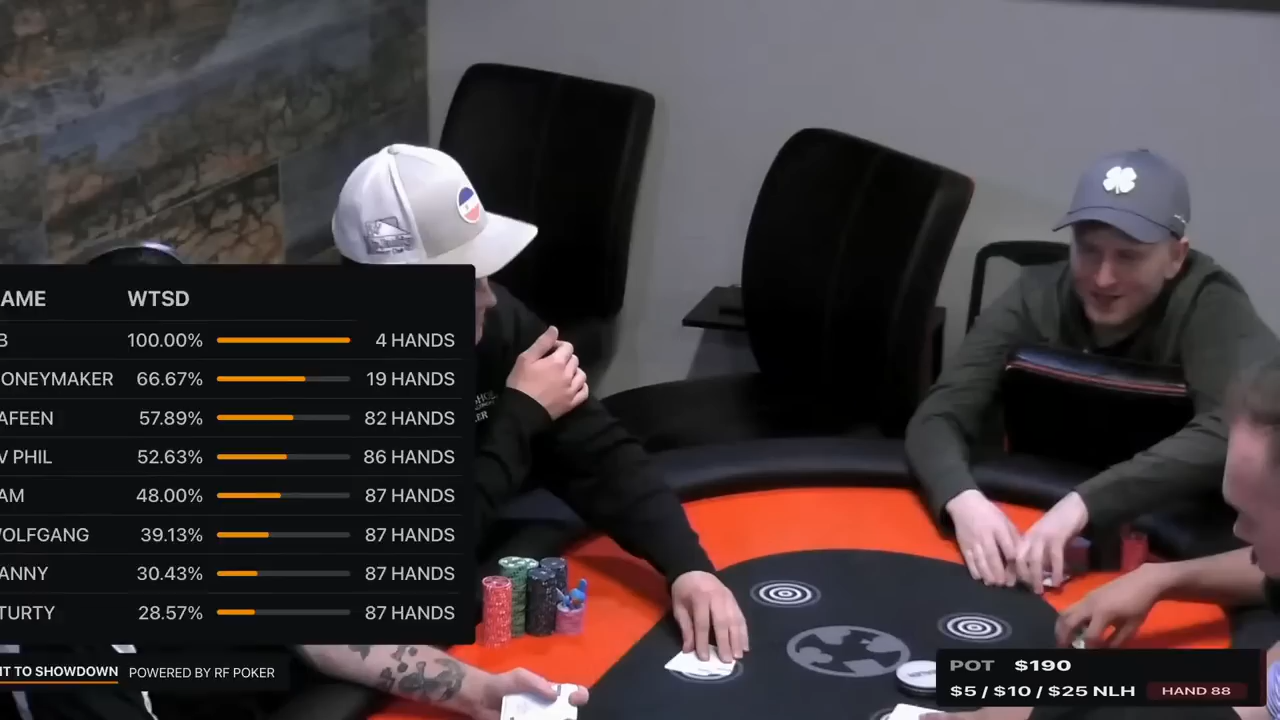 AME WTSD
B 100.00% 4 HANDS
ONEYMAKER 66.67% 19 HANDS
AFEEN 57.89% 82 HANDS
V PHIL 52.63% 86 HANDS
AM 48.00% 87 HANDS
WOLFGANG 39.13% 87 HANDS
ANNY 30.43% 87 HANDS
TURTY 28.57% 87 HANDS
NT TO SHOWDOWN POWERED BY RF POKER
POT $190
$5 / $10 / $25 NLH HAND 88